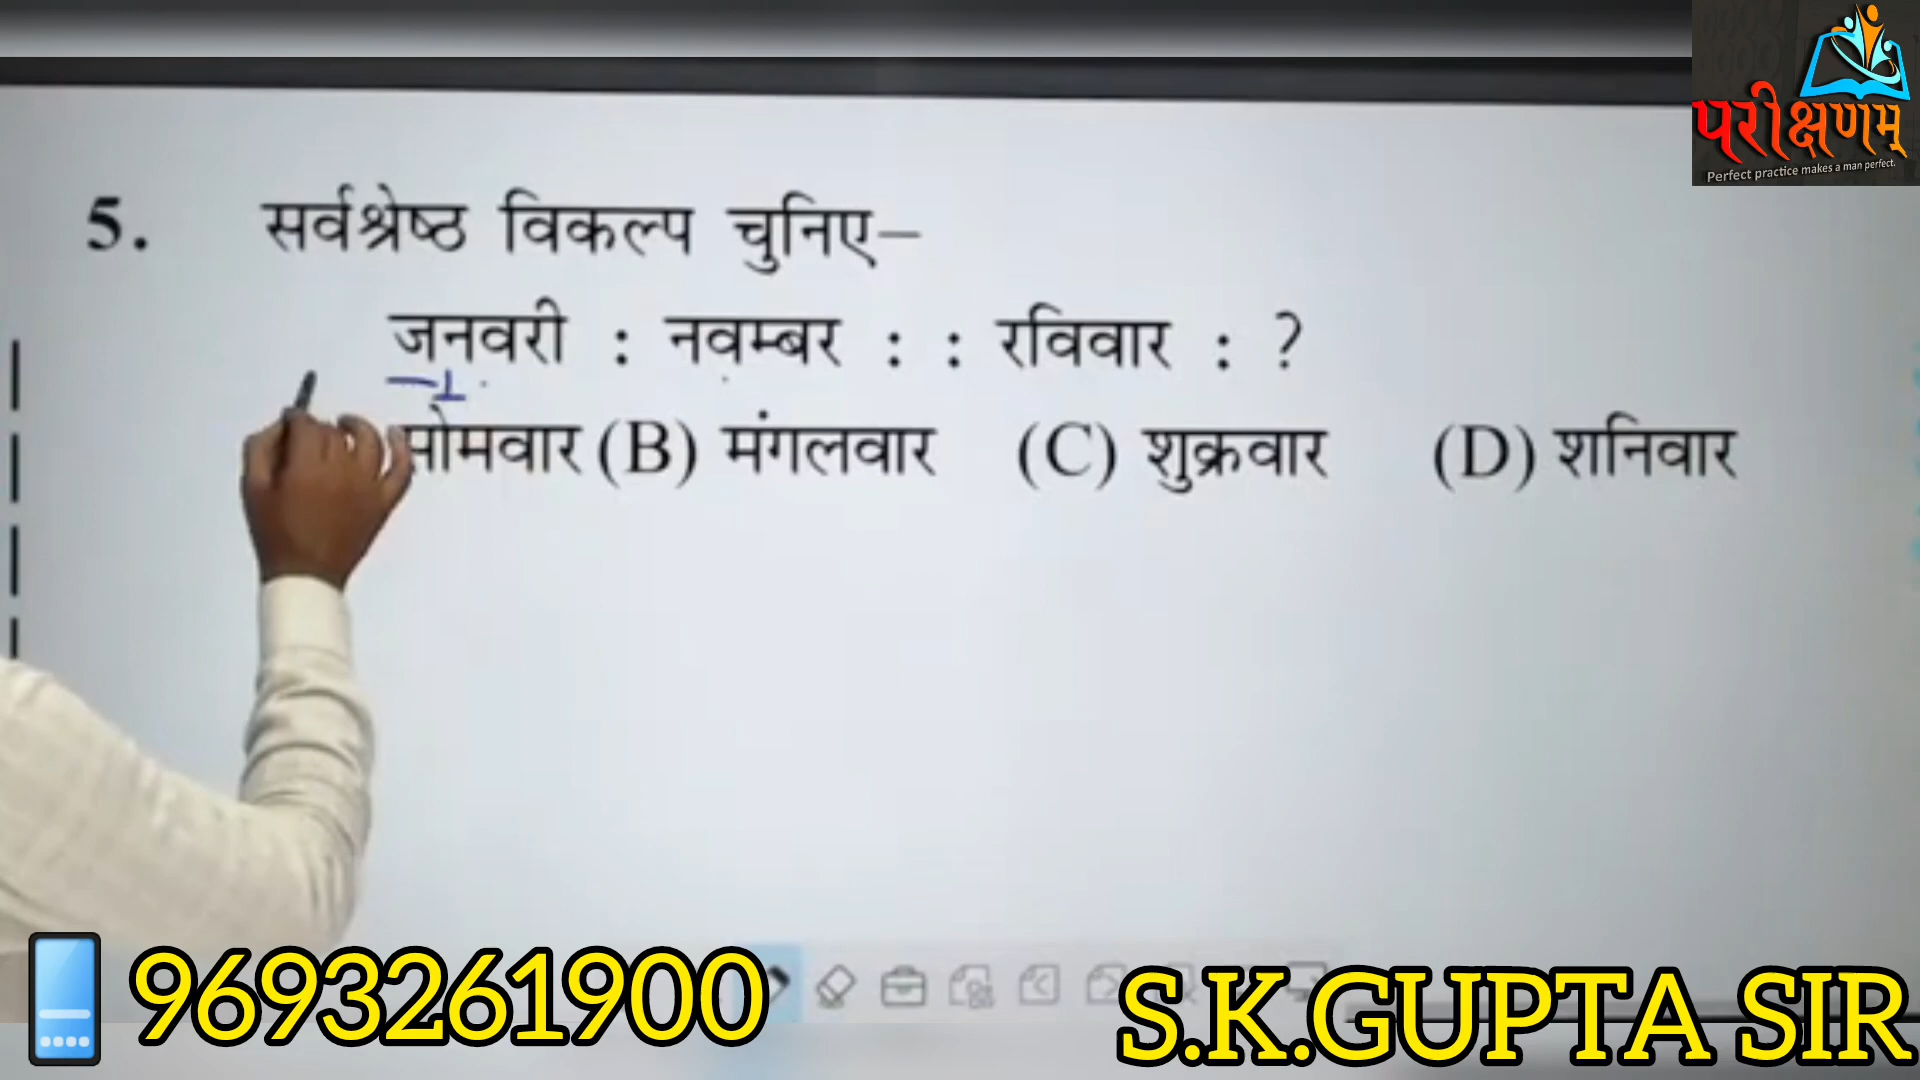 परीक्षणम्
Perfect practice makes a man perfect.
5. सर्वश्रेष्ठ विकल्प चुनिए–
जनवरी : नवम्बर : : रविवार : ?
सोमवार (B) मंगलवार (C) शुक्रवार (D) शनिवार
9693261900
S.K.GUPTA SIR